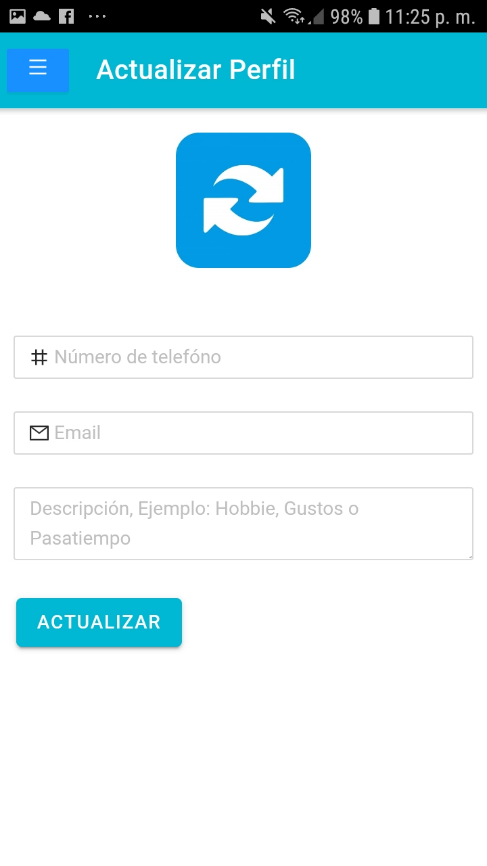 98% 11:25 p. m.
Actualizar Perfil
Número de telefóno
Email
Descripción, Ejemplo: Hobbie, Gustos o
Pasatiempo
ACTUALIZAR